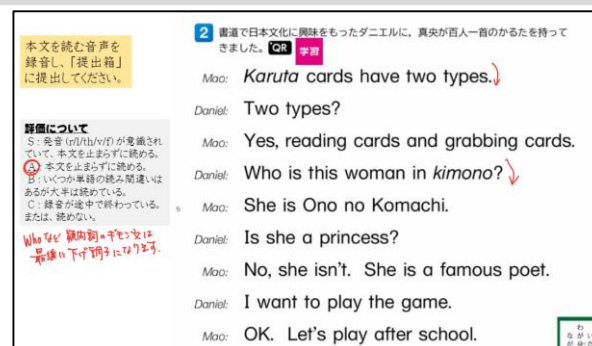 本文を読む音声を
録音し、「提出箱」
に提出してください。
評価について
S：発音(r/l/th/v/f)が意識され
ていて、本文を止まらずに読める。
A：本文を止まらずに読める。
B：いくつか単語の読み間違いは
あるが大半は読めている。
C：録音が途中で終わっている。
または、読めない。
Whoなど疑問詞のギモン文は
最後に下げ調子になります.
2 書道で日本文化に興味をもったダニエルに，真央が百人一首のかるたを持って
きました。 QR 学習
Mao: Karuta cards have two types.
Daniel: Two types?
Mao: Yes, reading cards and grabbing cards.
Daniel: Who is this woman in kimono?
5 Mao: She is Ono no Komachi.
Daniel: Is she a princess?
Mao: No, she isn't. She is a famous poet.
Daniel: I want to play the game.
Mao: OK. Let's play after school.